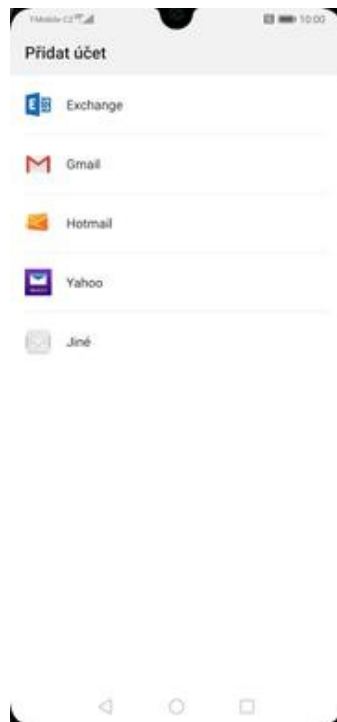 T-Mobile CZ 10:00
Přidat účet
Exchange
Gmail
Hotmail
Yahoo
Jiné